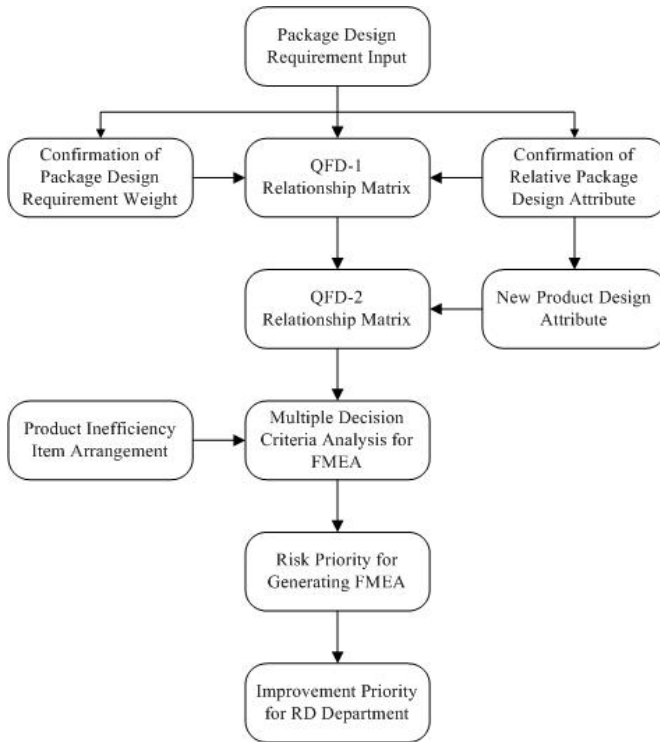 Package Design
Requirement Input
Confirmation of
Package Design
Requirement Weight
QFD-1
Relationship Matrix
Confirmation of
Relative Package
Design Attribute
QFD-2
Relationship Matrix
New Product Design
Attribute
Product Inefficiency
Item Arrangement
Multiple Decision
Criteria Analysis for
FMEA
Risk Priority for
Generating FMEA
Improvement Priority
for RD Department